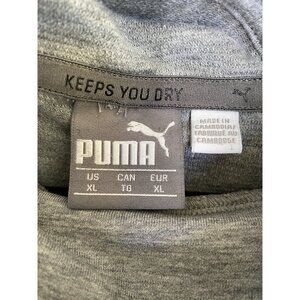 KEEPS YOU DRY
PUMA
US CAN EUR
XL TG XL
MADE IN
CAMBODIA/
FABRIQUÉ AU
CAMBODGE